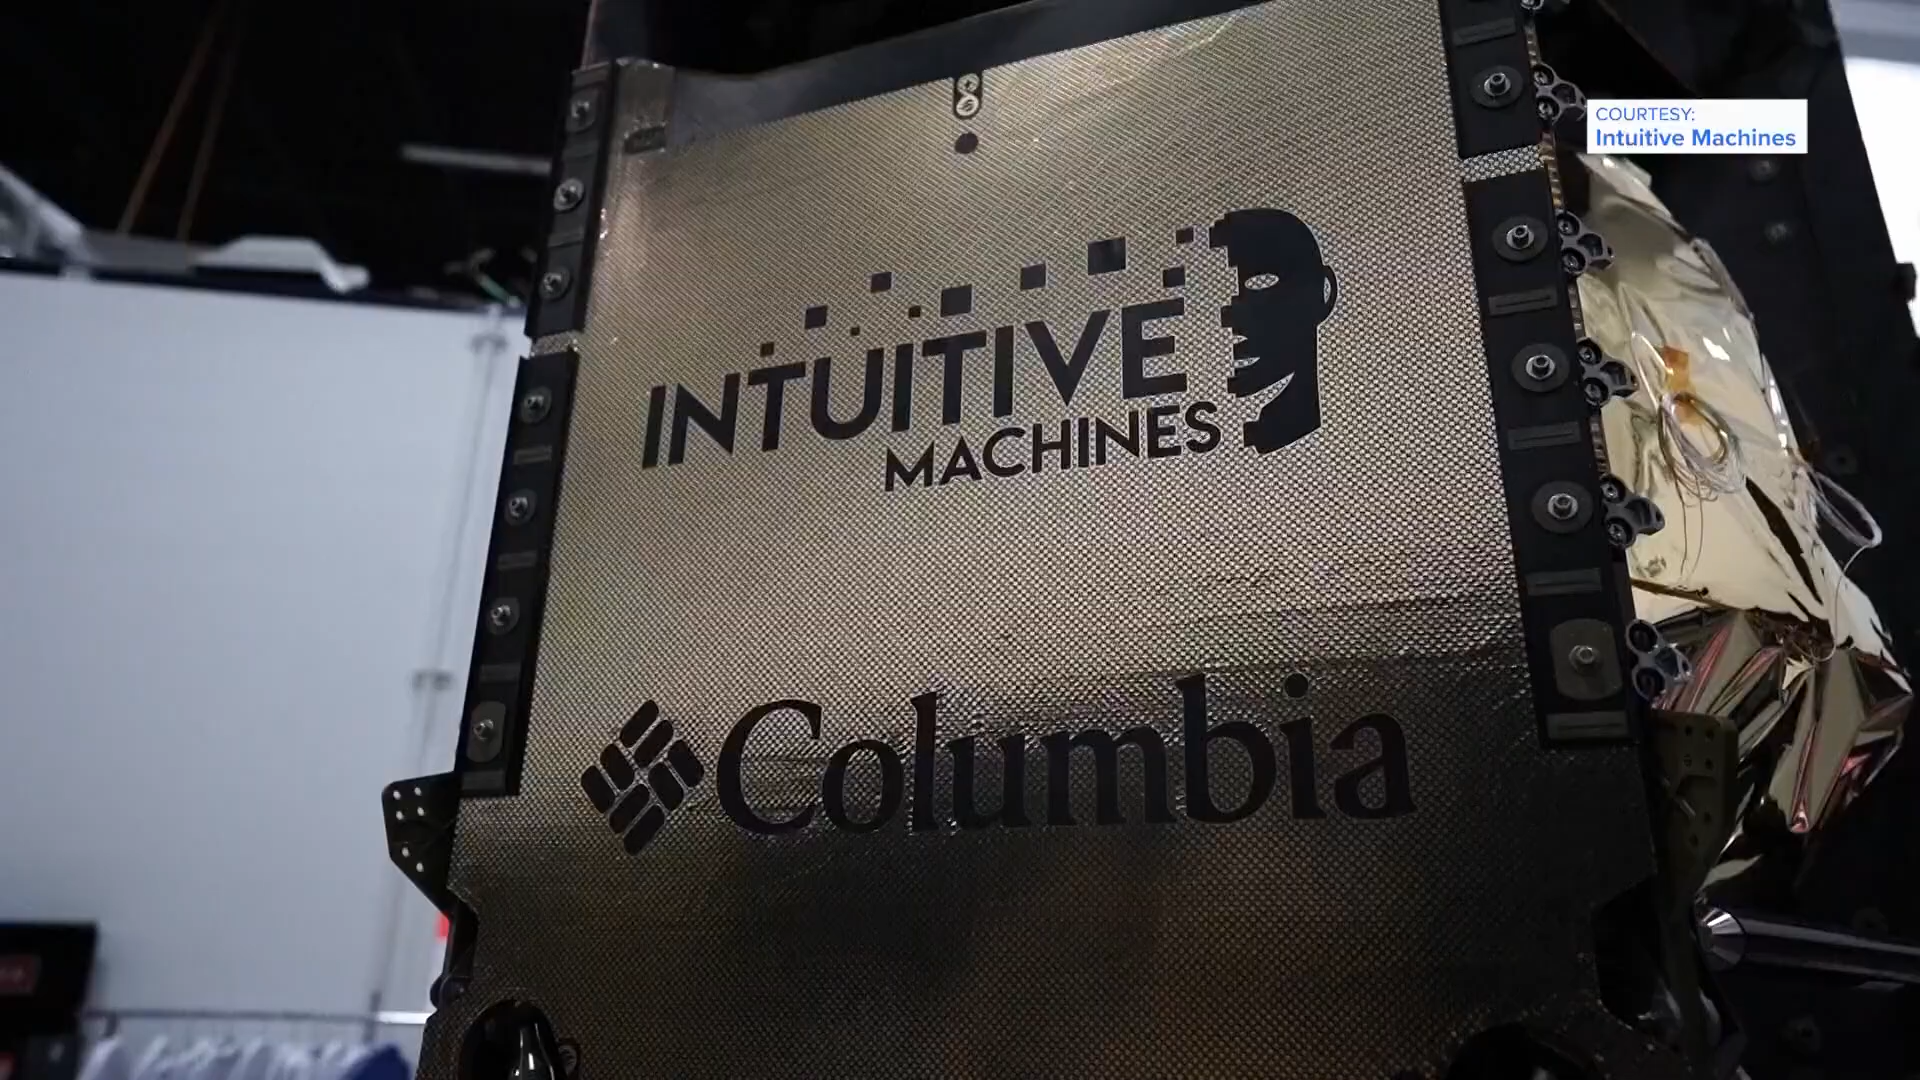 COURTESY:
Intuitive Machines
INTUITIVE
MACHINES
Columbia